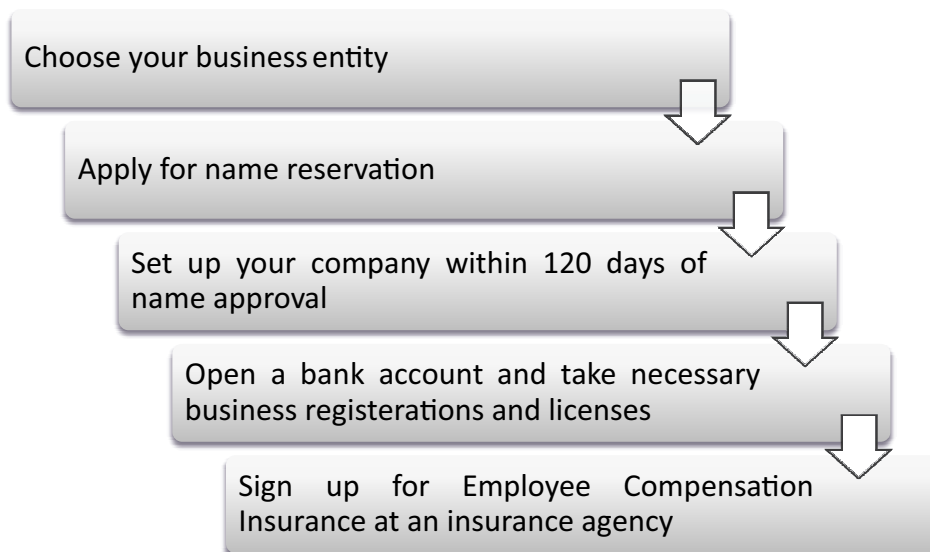 Choose your business entity
Apply for name reservation
Set up your company within 120 days of
name approval
Open a bank account and take necessary
business registerations and licenses
Sign up for Employee Compensation
Insurance at an insurance agency